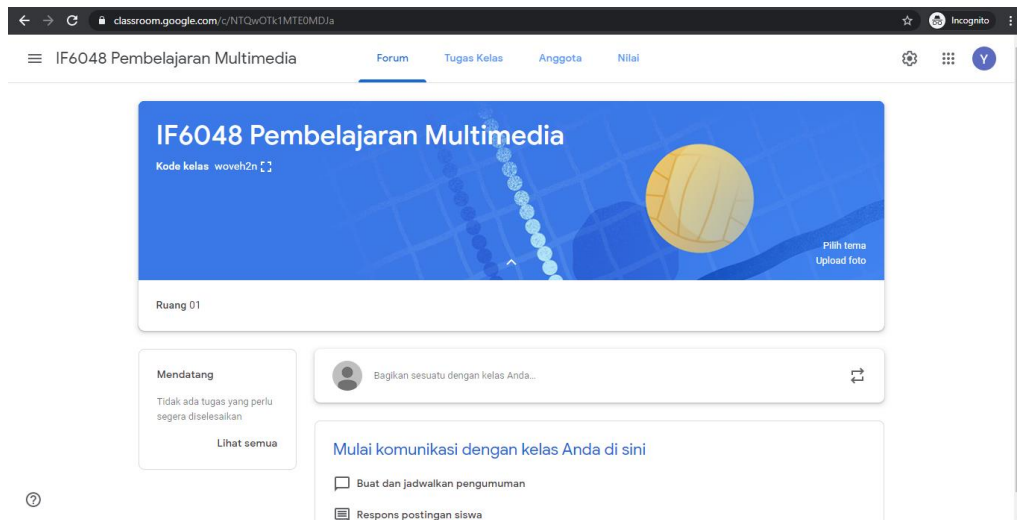 classroom.google.com/c/NTQwOTk1MTE0MDJa
Incognito
IF6048 Pembelajaran Multimedia
Forum Tugas Kelas Anggota Nilai
Y
IF6048 Pembelajaran Multimedia
Kode kelas woveh2n
Pilih tema
Upload foto
Ruang 01
Mendatang
Tidak ada tugas yang perlu
segera diselesaikan
Lihat semua
Bagikan sesuatu dengan kelas Anda...
Mulai komunikasi dengan kelas Anda di sini
Buat dan jadwalkan pengumuman
Respons postingan siswa